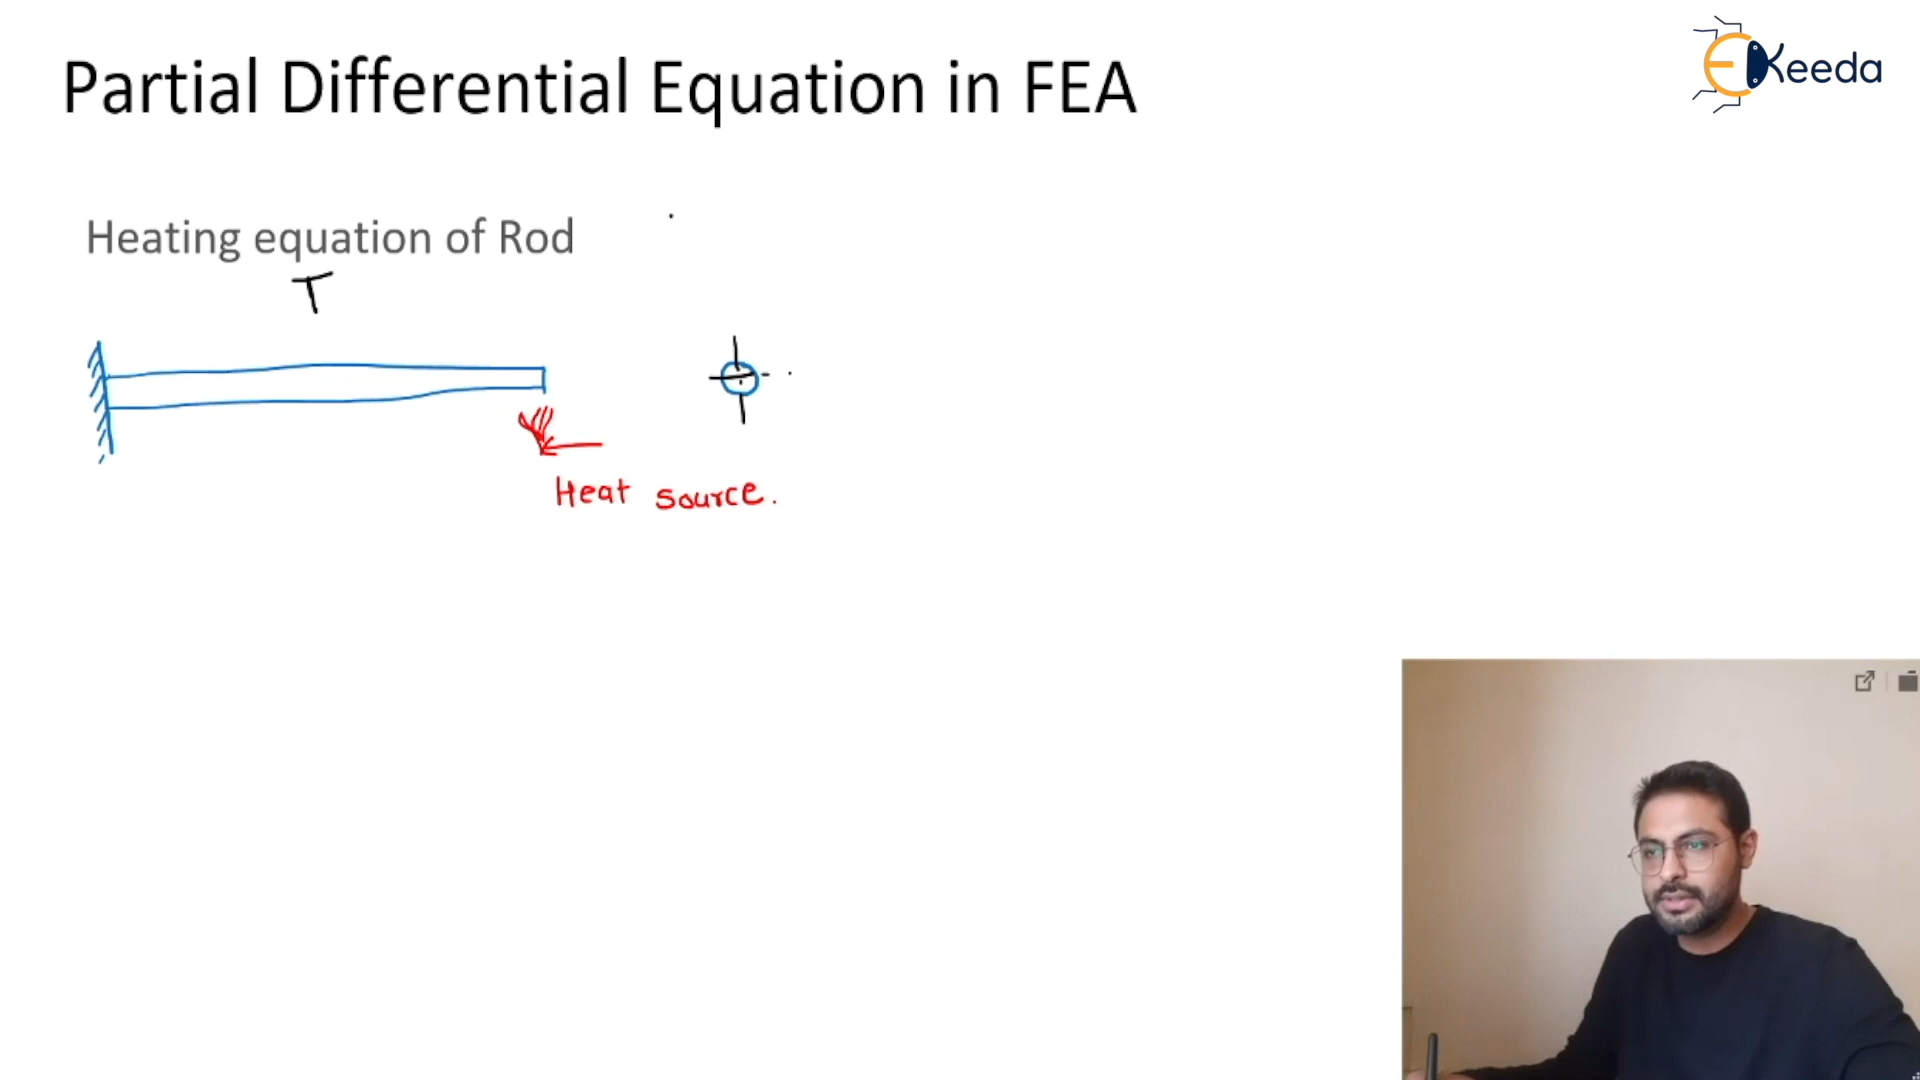 Partial Differential Equation in FEA
EKeeda
Heating equation of Rod
T
Heat source.